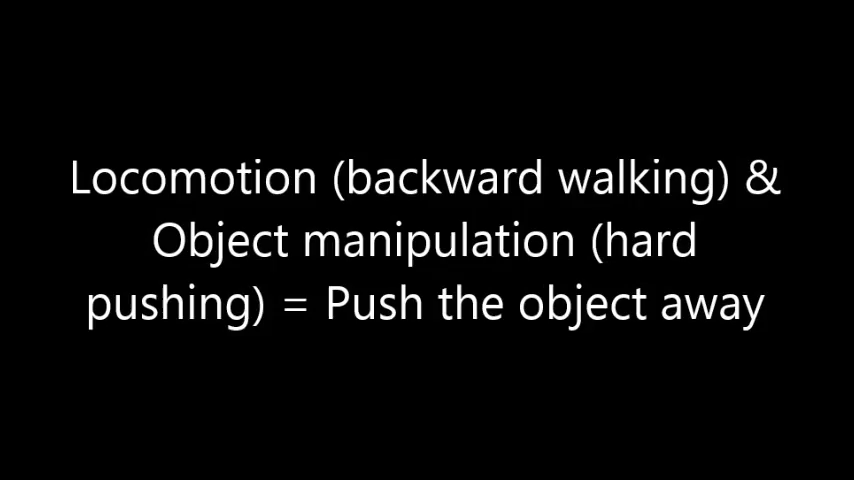 Locomotion (backward walking) &
Object manipulation (hard
pushing) = Push the object away